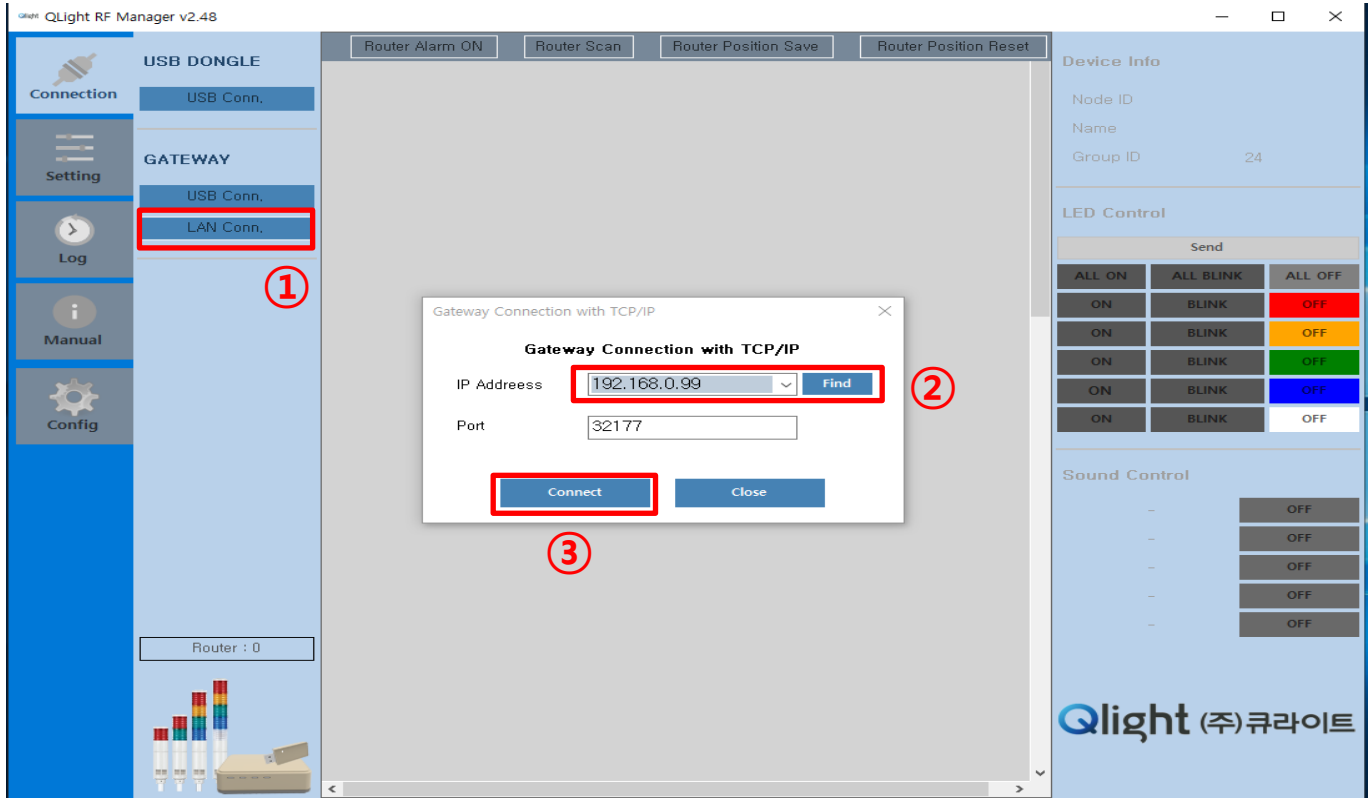 QLight QLight RF Manager v2.48
Connection
Setting
Log
Manual
Config
USB DONGLE
USB Conn,
GATEWAY
USB Conn,
LAN Conn,
①
Router : 0
Router Alarm ON
Router Scan
Router Position Save
Router Position Reset
Gateway Connection with TCP/IP
Gateway Connection with TCP/IP
IP Addreess
192.168.0.99
Find
②
Port
32177
Connect
Close
③
Device Info
Node ID
Name
Group ID 24
LED Control
Send
ALL ON ALL BLINK ALL OFF
ON BLINK OFF
ON BLINK OFF
ON BLINK OFF
ON BLINK OFF
ON BLINK OFF
Sound Control
- OFF
- OFF
- OFF
- OFF
- OFF
Qlight (주)큐라이트